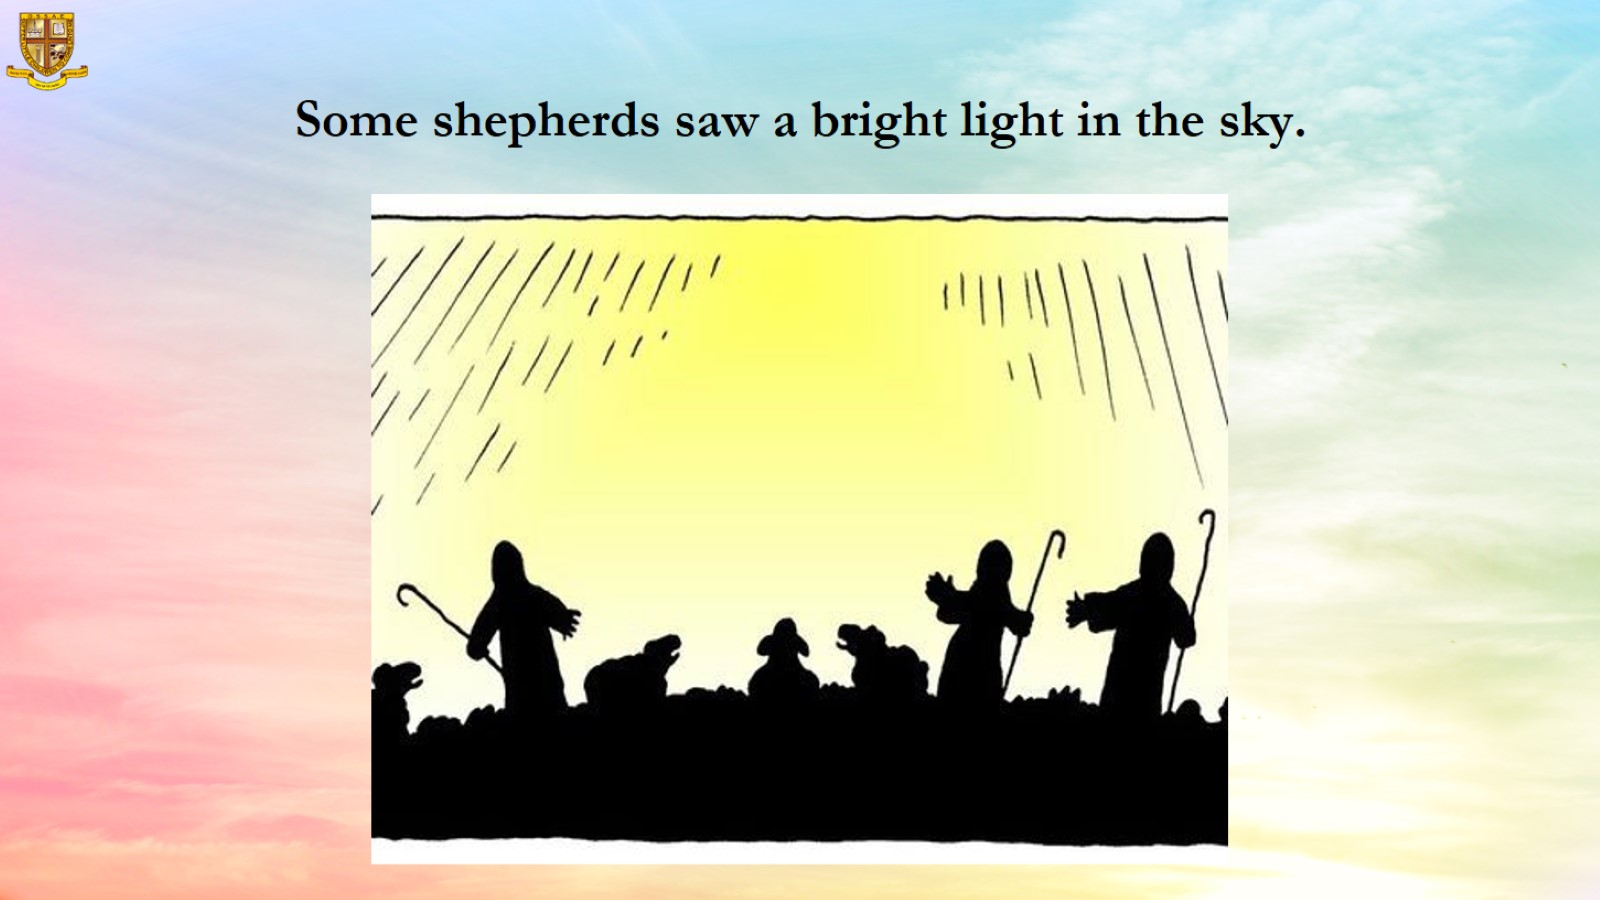 O.S.S.A.E.
Some shepherds saw a bright light in the sky.